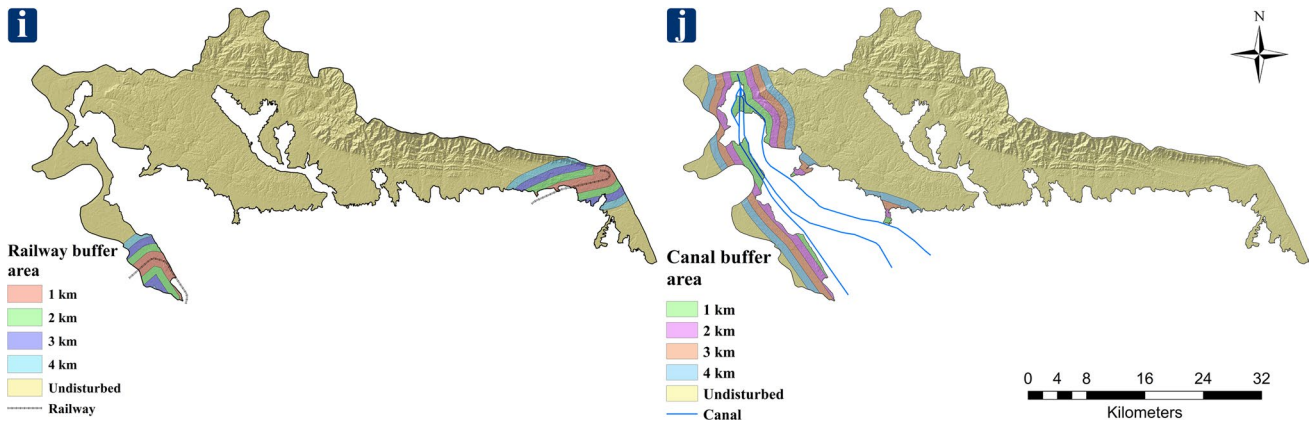 i
Railway buffer
area
1 km
2 km
3 km
4 km
Undisturbed
Railway
j
Canal buffer
area
1 km
2 km
3 km
4 km
Undisturbed
Canal
N
0 4 8 16 24 32
Kilometers